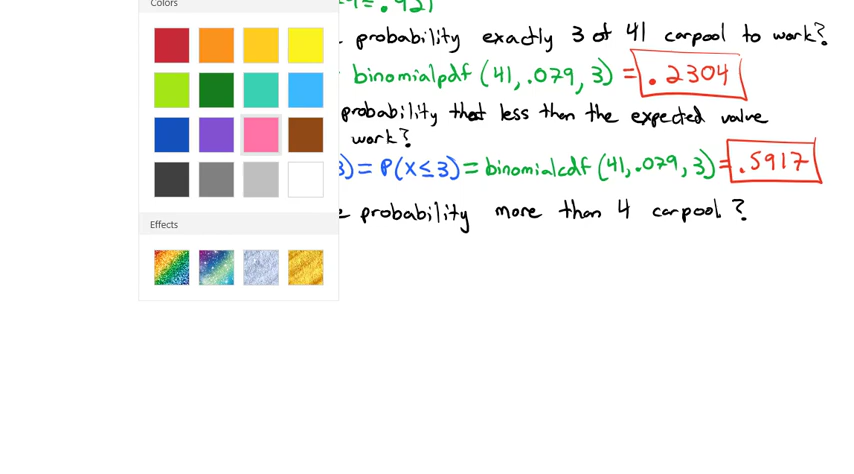 Colors
probability exactly 3 of 41 carpool to work?
binomialpdf (41, .079, 3) = .2304
probability that less than the expected value
work?
3) = P(x ≤ 3) = binomialcdf (41, .079, 3) = .5917
probability more than 4 carpool?
Effects